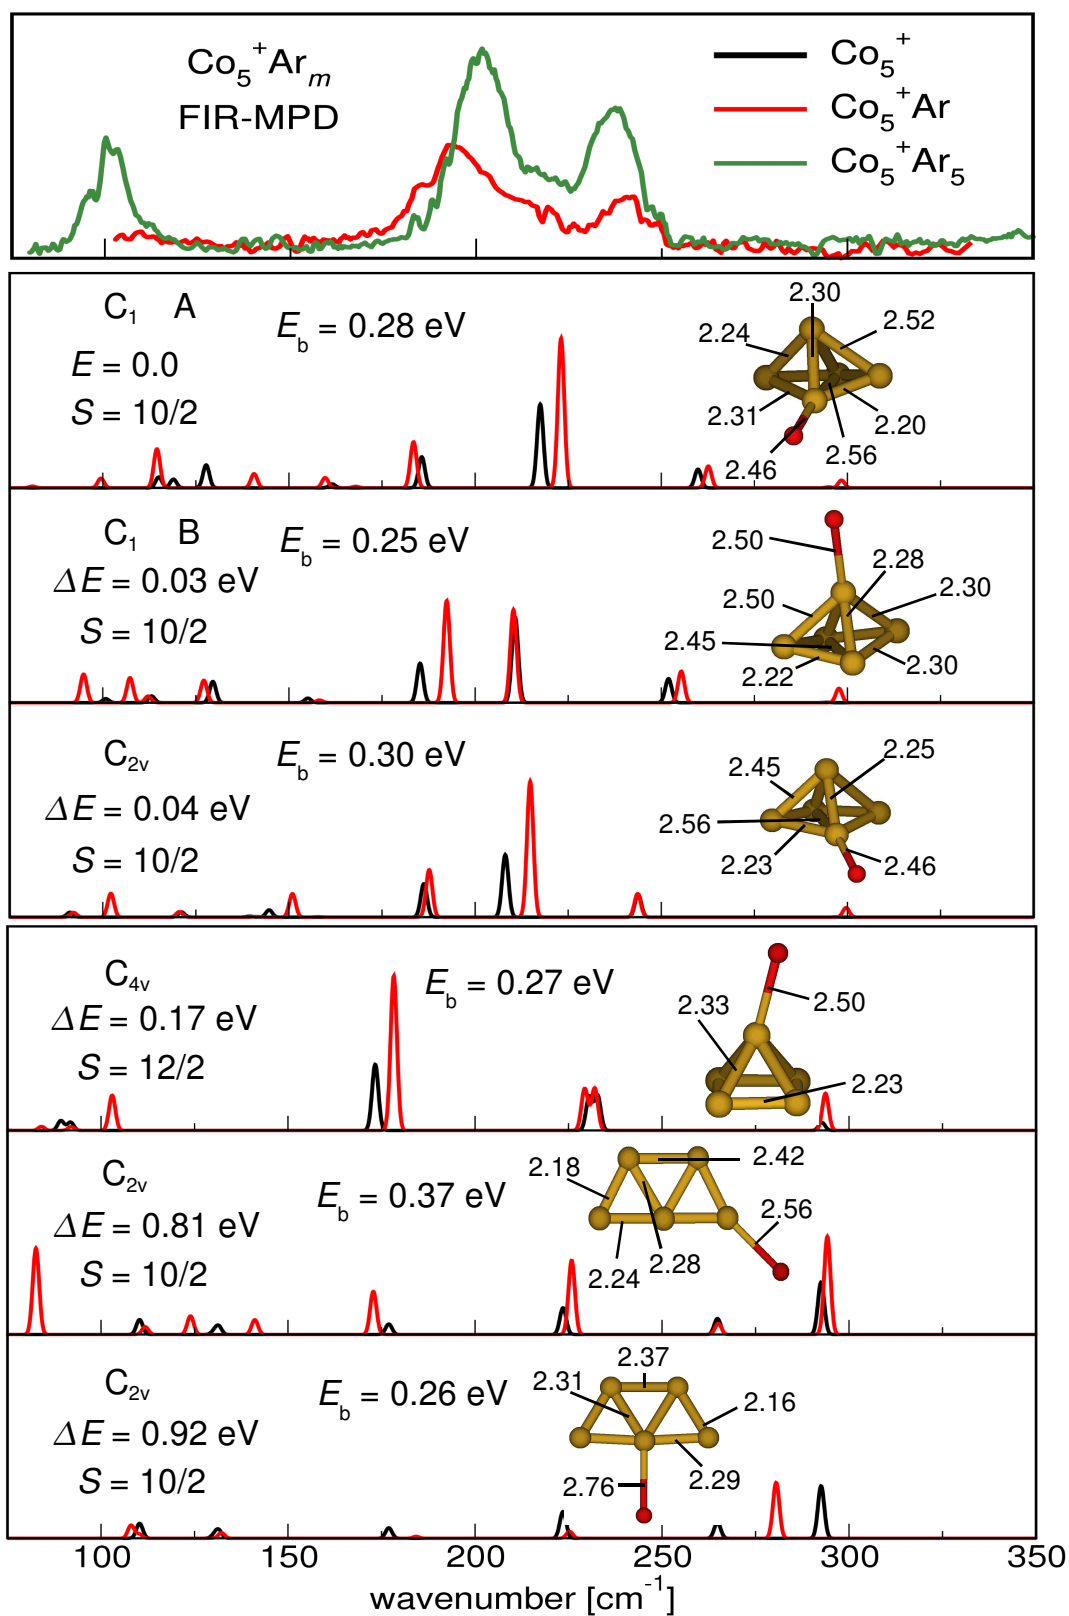 Co₅⁺Arₘ
FIR-MPD
Co₅⁺
Co₅⁺Ar
Co₅⁺Ar₅
C₁ A
E = 0.0
S = 10/2
E_b = 0.28 eV
2.30
2.24
2.52
2.31
2.20
2.46
2.56
C₁ B
ΔE = 0.03 eV
S = 10/2
E_b = 0.25 eV
2.50
2.28
2.50
2.30
2.45
2.22
2.30
C₂ᵥ
ΔE = 0.04 eV
S = 10/2
E_b = 0.30 eV
2.45
2.25
2.56
2.23
2.46
C₄ᵥ
ΔE = 0.17 eV
S = 12/2
E_b = 0.27 eV
2.33
2.50
2.23
C₂ᵥ
ΔE = 0.81 eV
S = 10/2
E_b = 0.37 eV
2.18
2.42
2.56
2.24
2.28
C₂ᵥ
ΔE = 0.92 eV
S = 10/2
E_b = 0.26 eV
2.37
2.31
2.16
2.76
2.29
100 150 200 250 300 350
wavenumber [cm⁻¹]